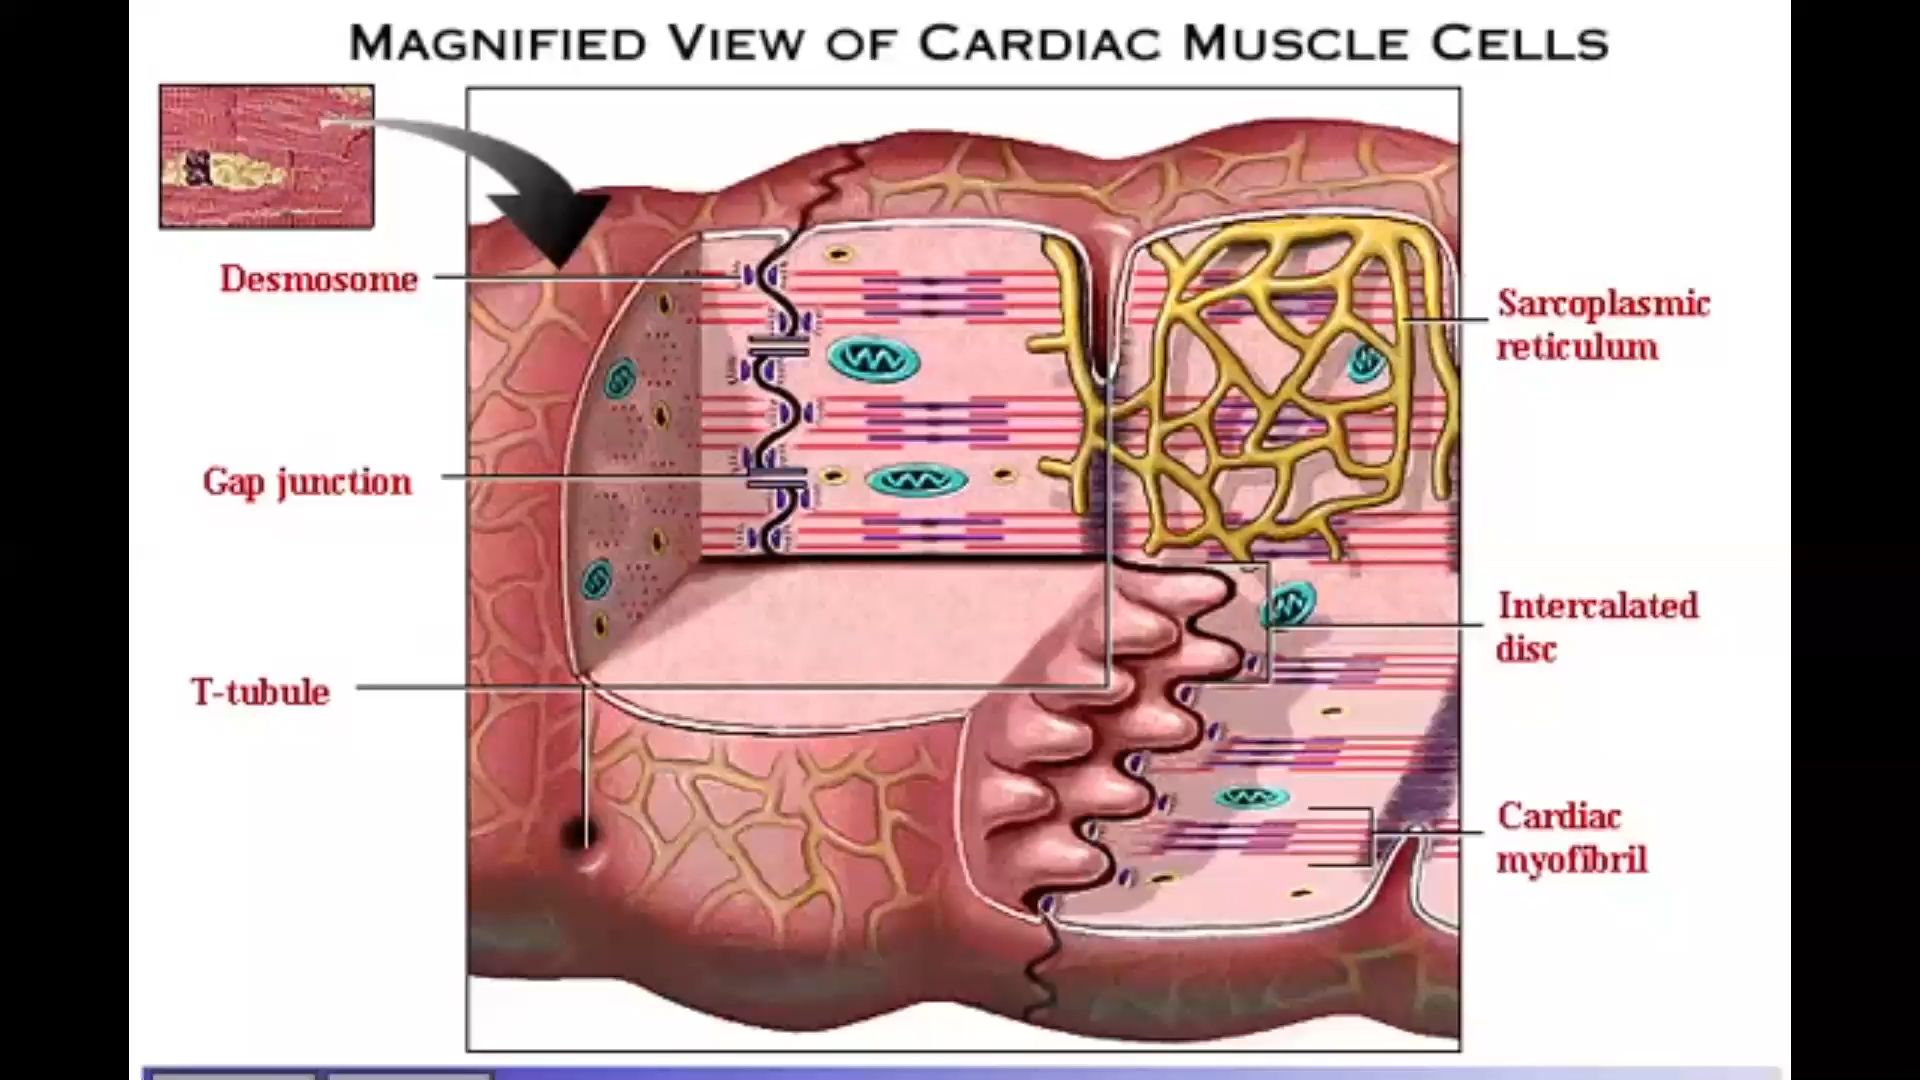 MAGNIFIED VIEW OF CARDIAC MUSCLE CELLS
Desmosome
Gap junction
T-tubule
Sarcoplasmic
reticulum
Intercalated
disc
Cardiac
myofibril